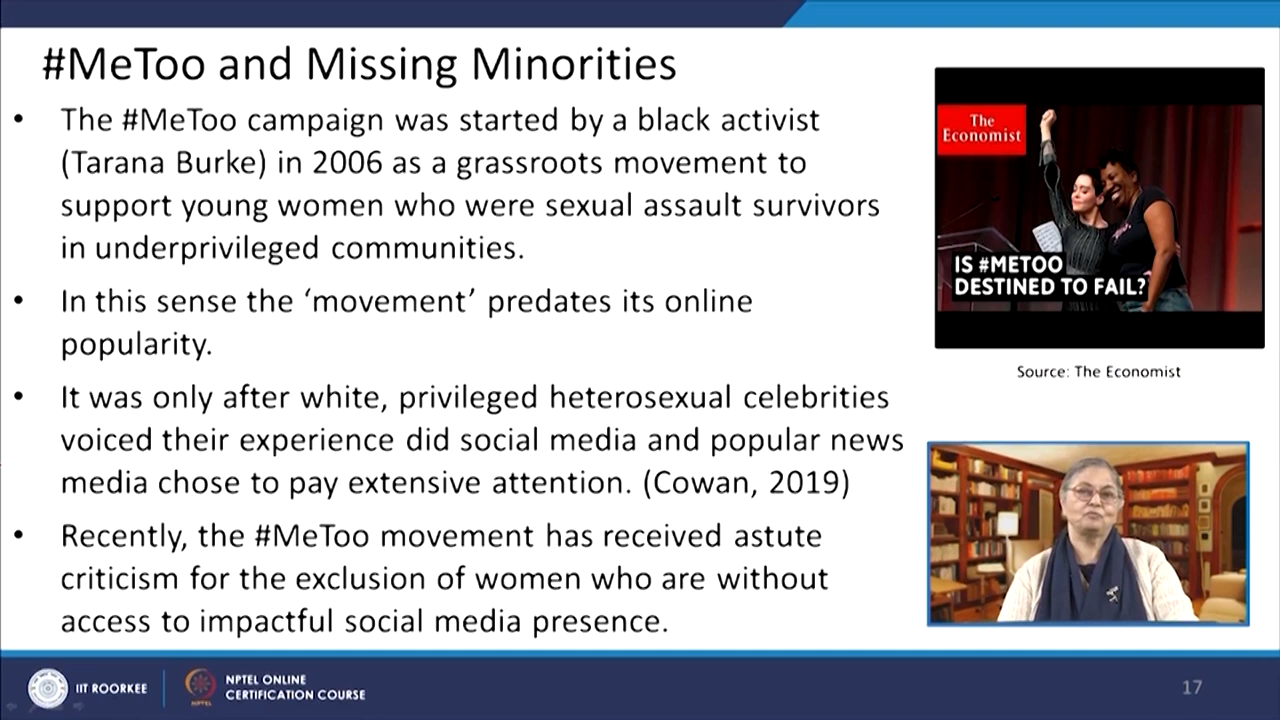 #MeToo and Missing Minorities
• The #MeToo campaign was started by a black activist
(Tarana Burke) in 2006 as a grassroots movement to
support young women who were sexual assault survivors
in underprivileged communities.
• In this sense the ‘movement’ predates its online
popularity.
• It was only after white, privileged heterosexual celebrities
voiced their experience did social media and popular news
media chose to pay extensive attention. (Cowan, 2019)
• Recently, the #MeToo movement has received astute
criticism for the exclusion of women who are without
access to impactful social media presence.
The
Economist
IS #METOO
DESTINED TO FAIL?
Source: The Economist
IIT ROORKEE
NPTEL
NPTEL ONLINE
CERTIFICATION COURSE
17